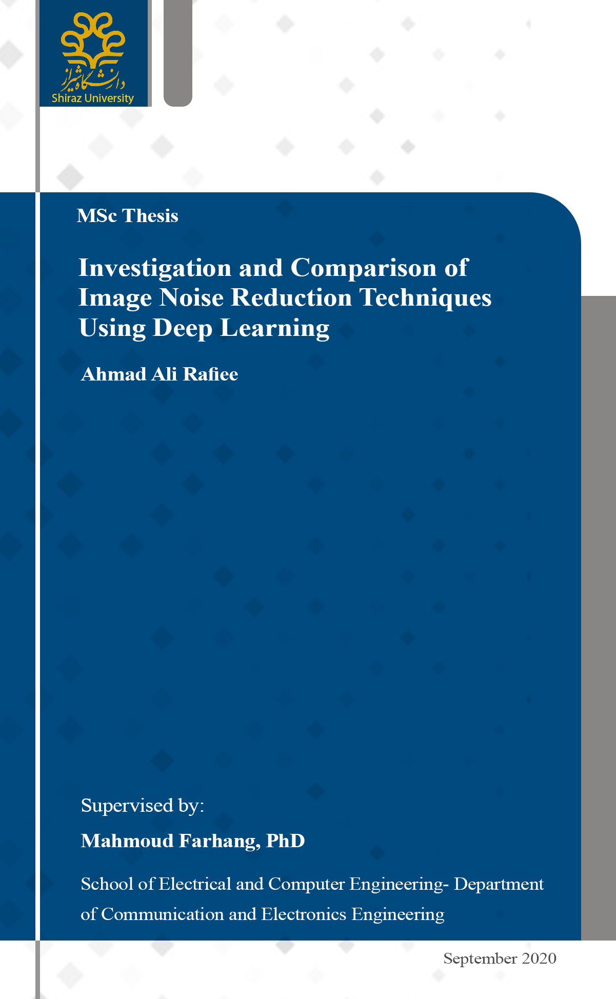 دانشگاه شیراز
Shiraz University
MSc Thesis
Investigation and Comparison of
Image Noise Reduction Techniques
Using Deep Learning
Ahmad Ali Rafiee
Supervised by:
Mahmoud Farhang, PhD
School of Electrical and Computer Engineering- Department
of Communication and Electronics Engineering
September 2020